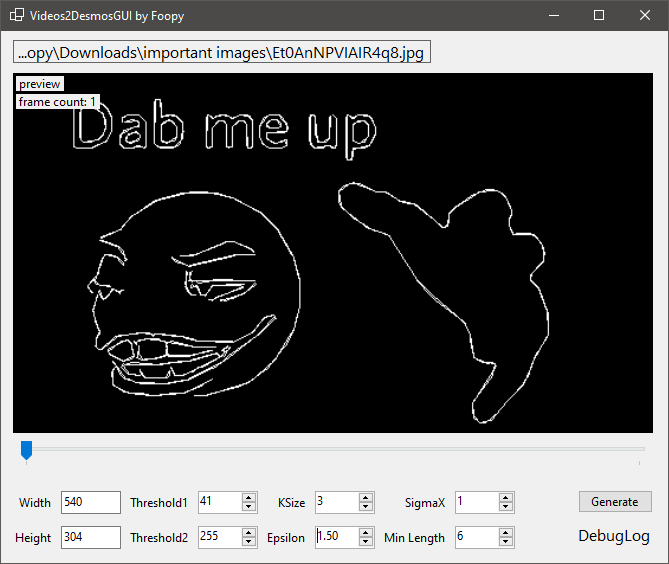 Videos2DesmosGUI by Foopy
...opy\Downloads\important images\Et0AnNPVIAIR4q8.jpg
preview
frame count: 1
Dab me up
Width 540 Threshold1 41 KSize 3 SigmaX 1 Generate
Height 304 Threshold2 255 Epsilon 1.50 Min Length 6 DebugLog